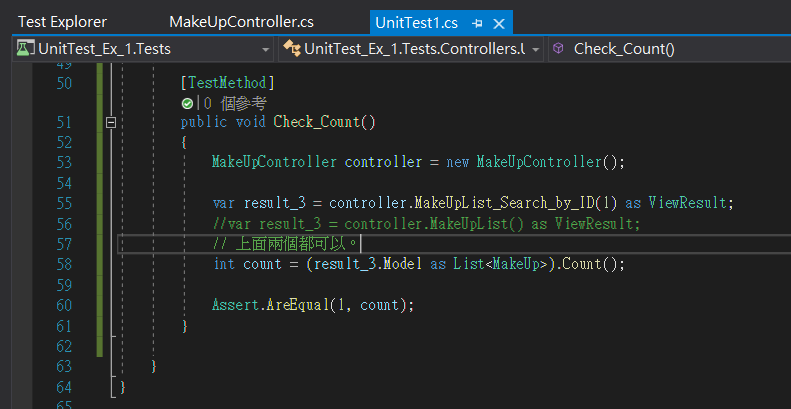 Test Explorer MakeUpController.cs UnitTest1.cs
UnitTest_Ex_1.Tests UnitTest_Ex_1.Tests.Controllers.U Check_Count()
49
50 [TestMethod]
|0 個參考
51 public void Check_Count()
52 {
53 MakeUpController controller = new MakeUpController();
54
55 var result_3 = controller.MakeUpList_Search_by_ID(1) as ViewResult;
56 //var result_3 = controller.MakeUpList() as ViewResult;
57 // 上面兩個都可以。
58 int count = (result_3.Model as List<MakeUp>).Count();
59
60 Assert.AreEqual(1, count);
61 }
62
63 }
64 }
65